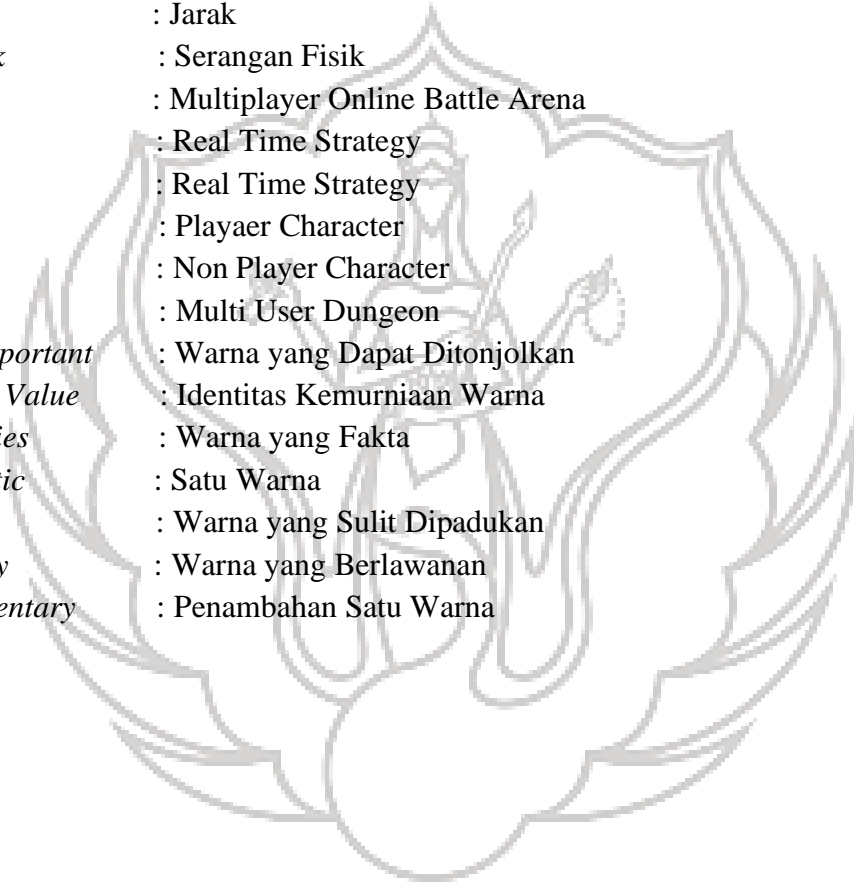 : Jarak
k : Serangan Fisik
: Multiplayer Online Battle Arena
: Real Time Strategy
: Real Time Strategy
: Playaer Character
: Non Player Character
: Multi User Dungeon
portant : Warna yang Dapat Ditonjolkan
Value : Identitas Kemurniaan Warna
ies : Warna yang Fakta
tic : Satu Warna
: Warna yang Sulit Dipadukan
y : Warna yang Berlawanan
entary : Penambahan Satu Warna